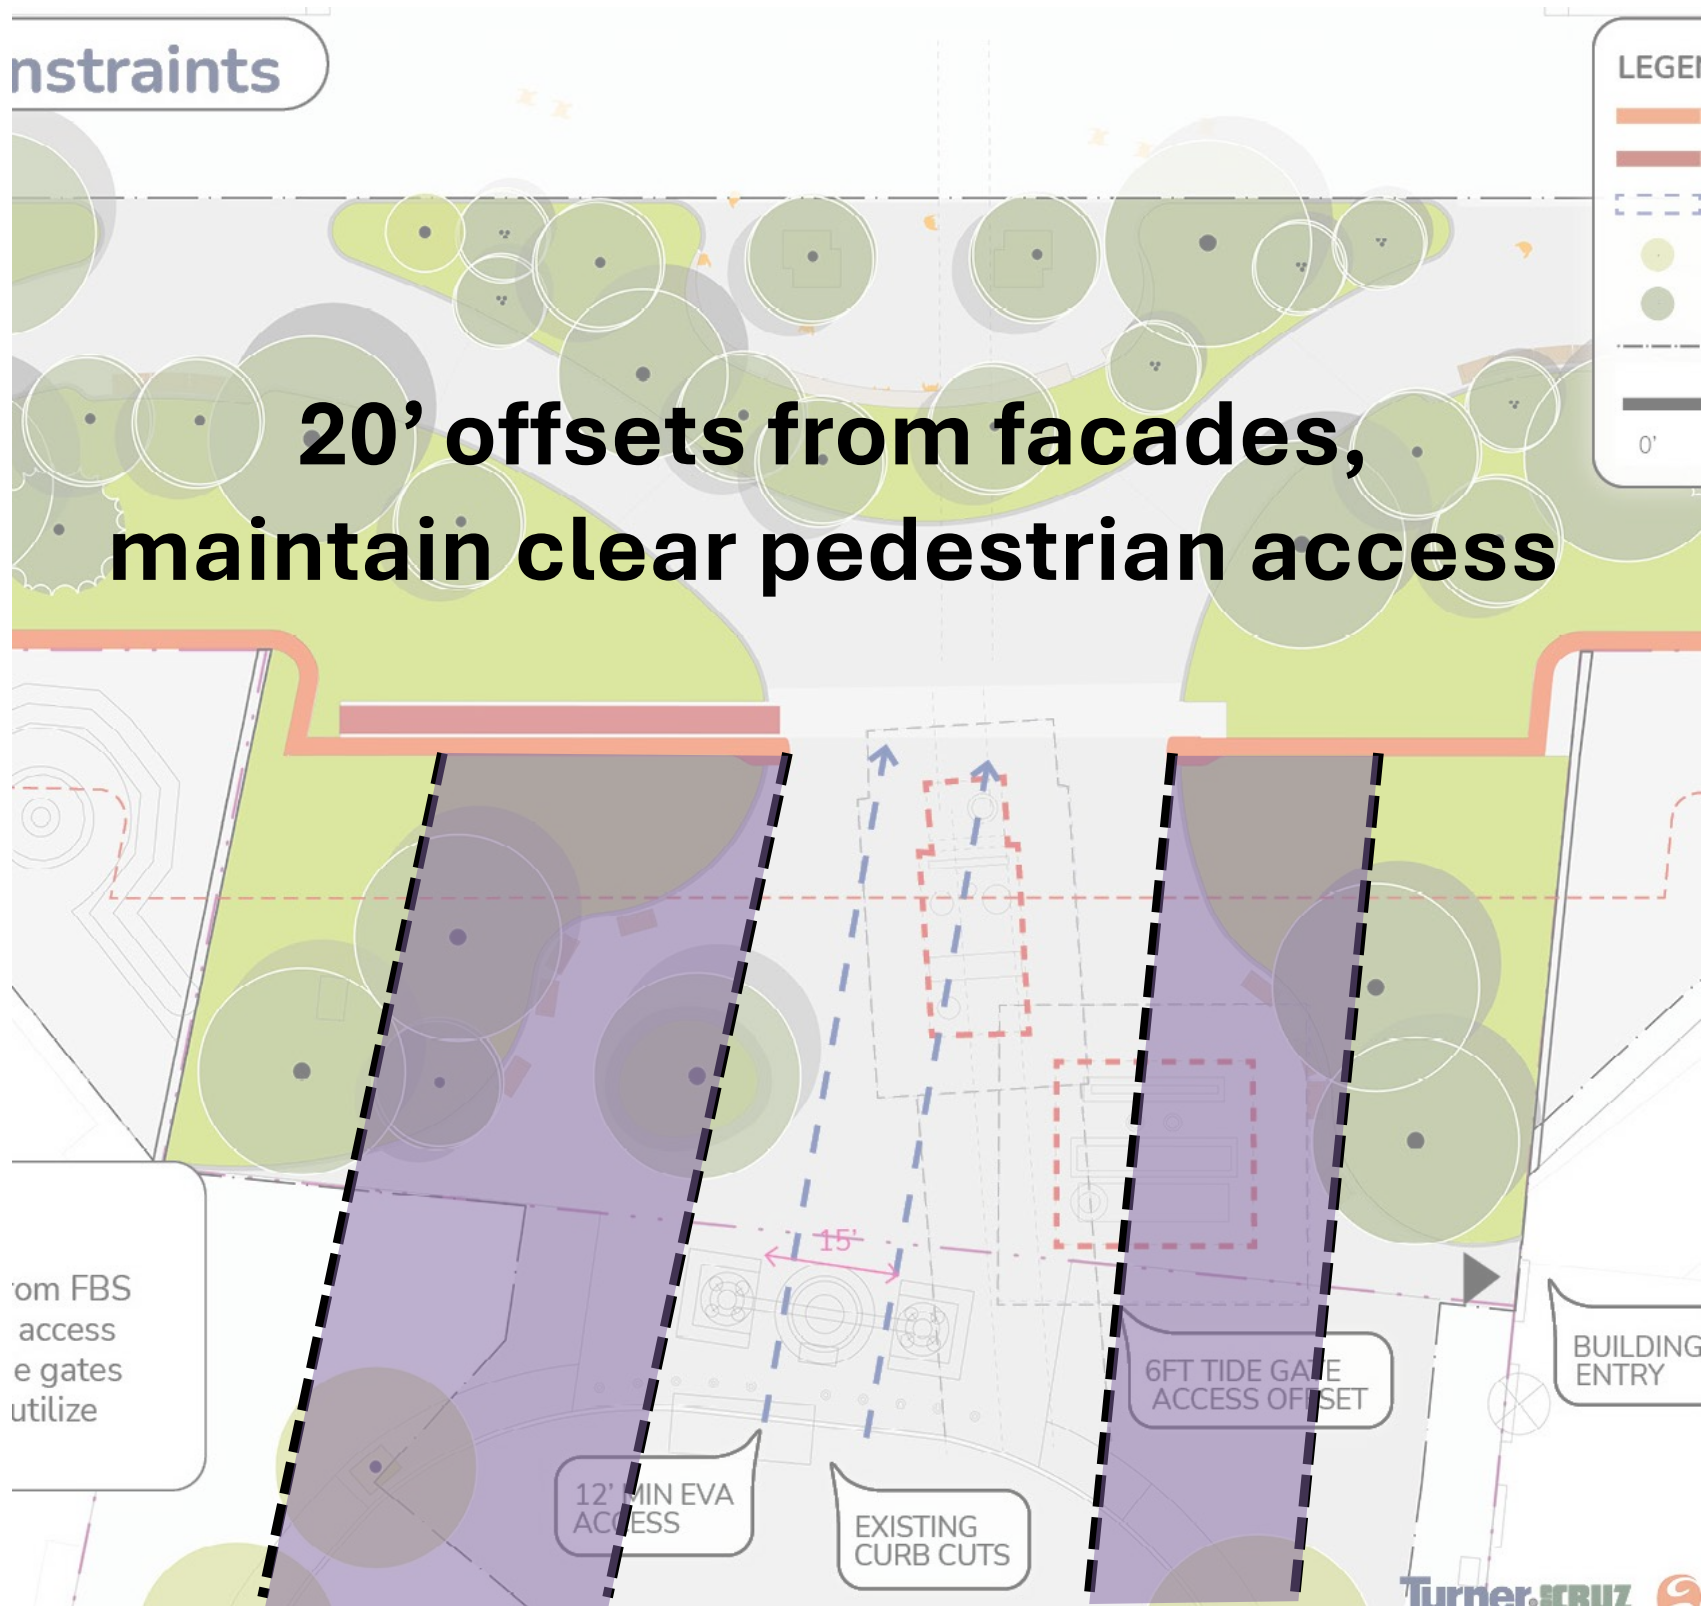 nstraints
LEGEN
0'
20’ offsets from facades,
maintain clear pedestrian access
15'
om FBS
access
e gates
utilize
6FT TIDE GATE
ACCESS OFFSET
BUILDING
ENTRY
12' MIN EVA
ACCESS
EXISTING
CURB CUTS
Turner
CRUZ